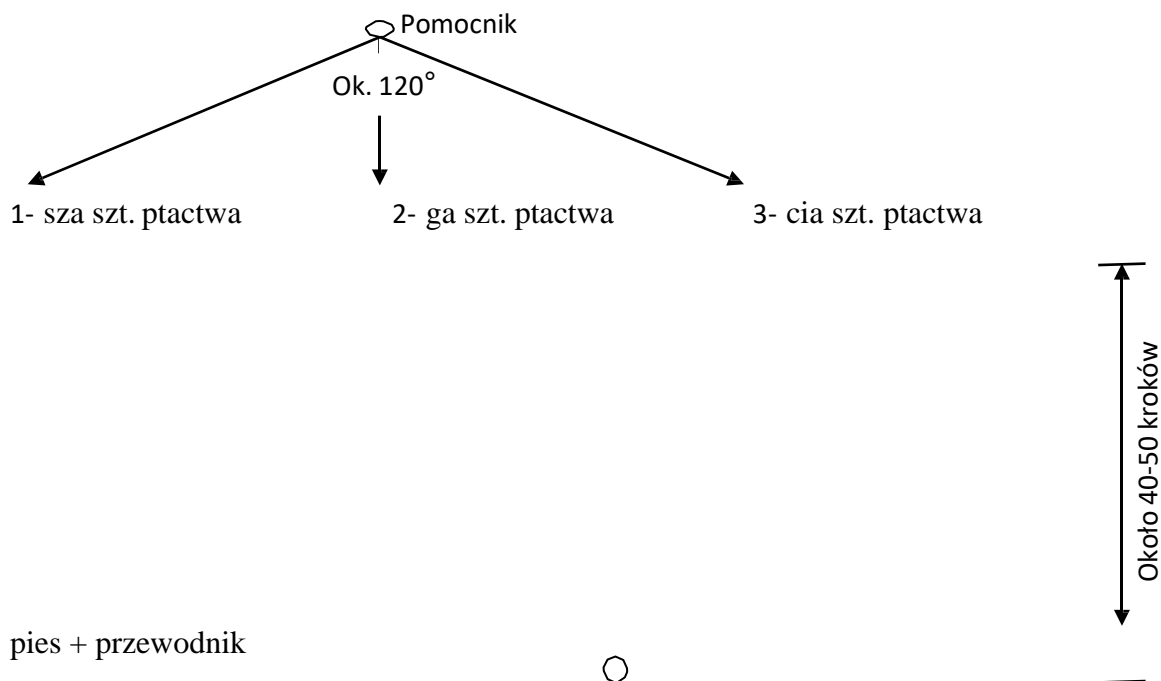 Pomocnik
Ok. 120°
1- sza szt. ptactwa 2- ga szt. ptactwa 3- cia szt. ptactwa
Około 40-50 kroków
pies + przewodnik